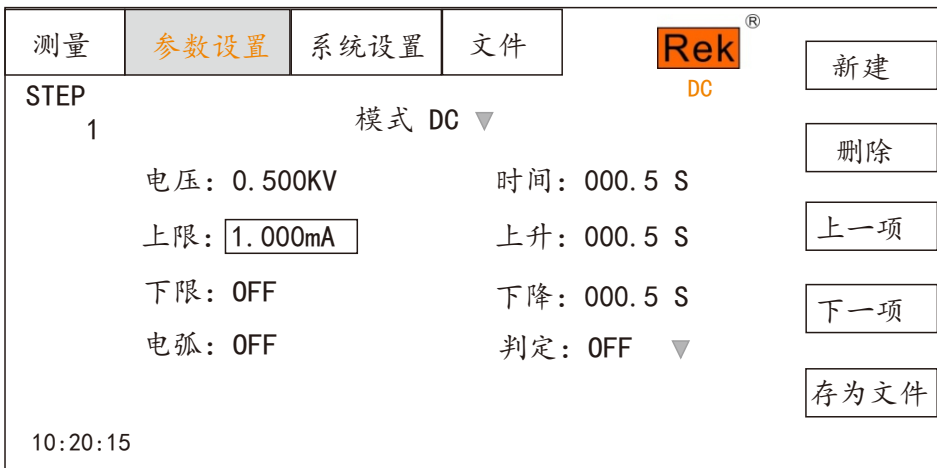 测量 参数设置 系统设置 文件 Rek® 新建
STEP DC
1 模式 DC ▼ 删除
电压: 0.500KV 时间: 000.5 S
上限: 1.000mA 上升: 000.5 S 上一项
下限: OFF 下降: 000.5 S 下一项
电弧: OFF 判定: OFF ▼
存为文件
10:20:15